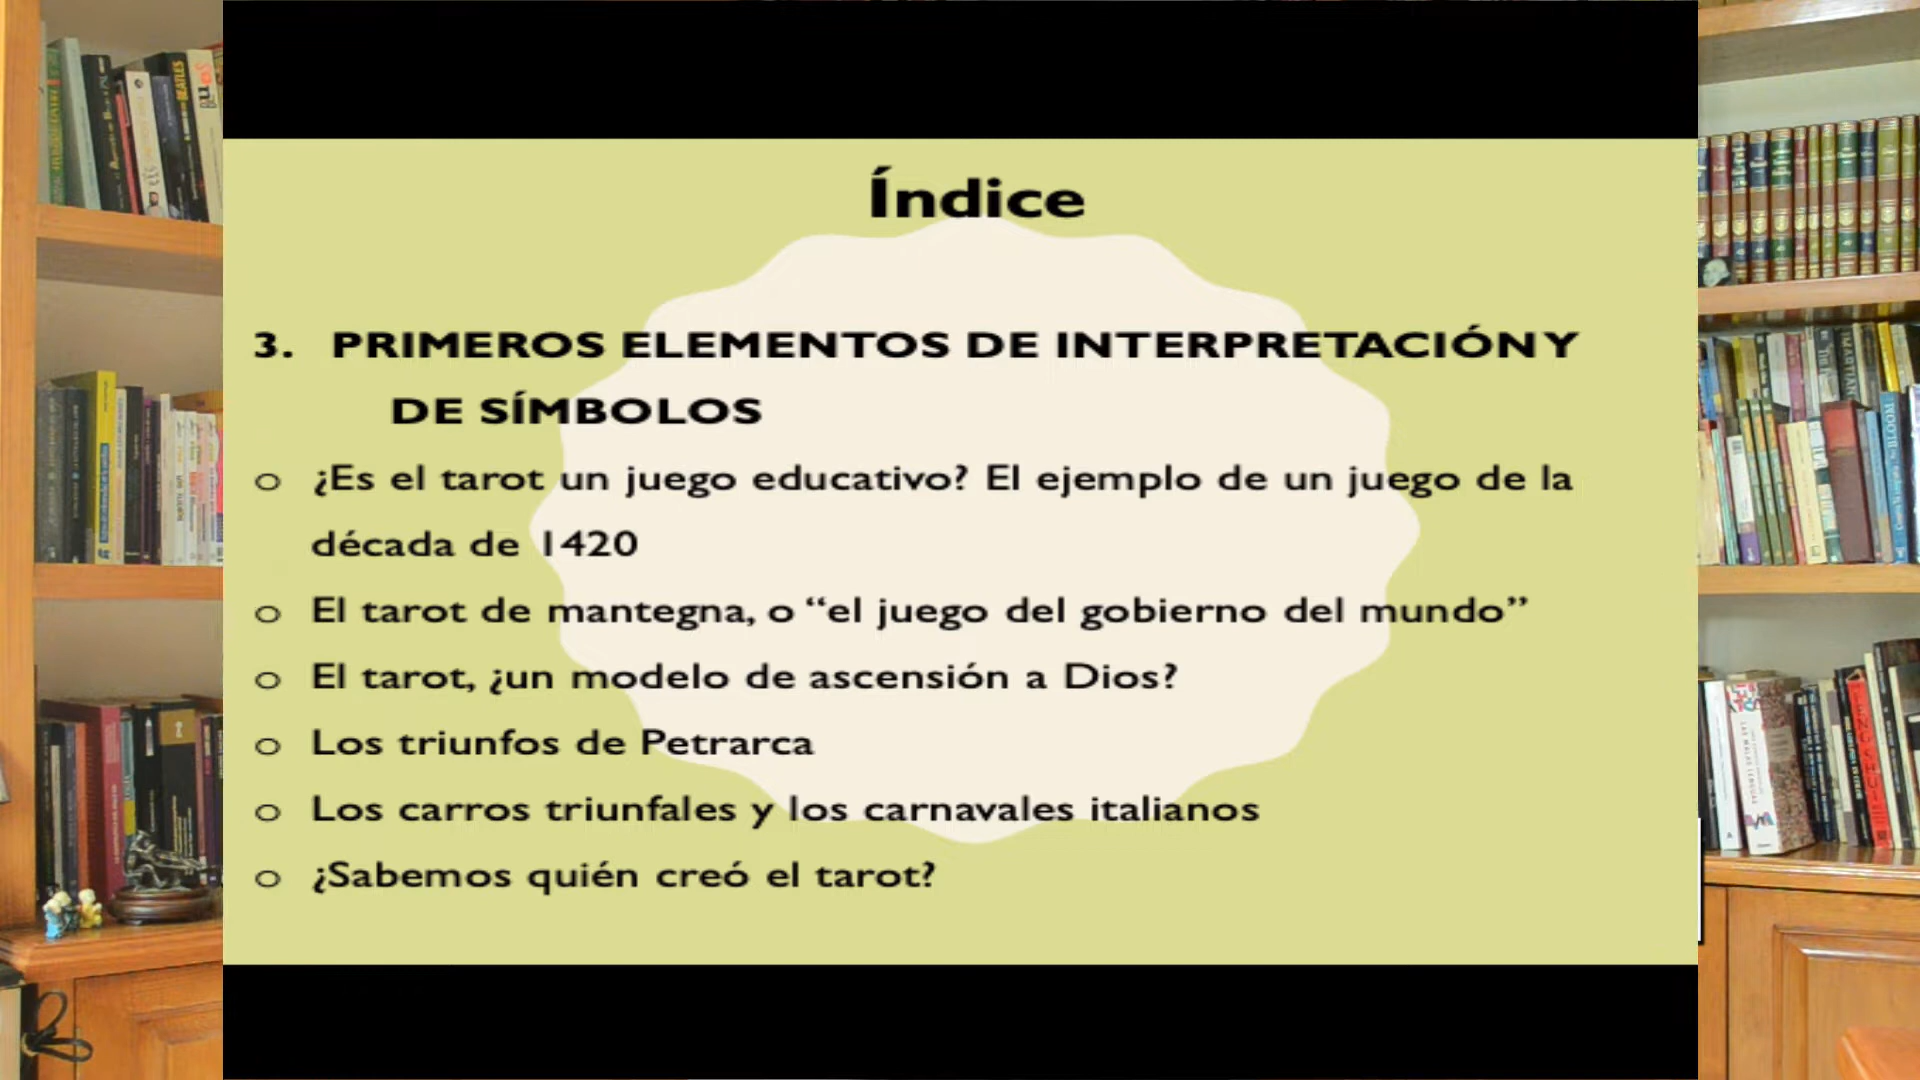 Índice
3. PRIMEROS ELEMENTOS DE INTERPRETACIÓN Y
DE SÍMBOLOS
o ¿Es el tarot un juego educativo? El ejemplo de un juego de la
década de 1420
o El tarot de mantegna, o “el juego del gobierno del mundo”
o El tarot, ¿un modelo de ascensión a Dios?
o Los triunfos de Petrarca
o Los carros triunfales y los carnavales italianos
o ¿Sabemos quién creó el tarot?
BEATLES
BLOOM